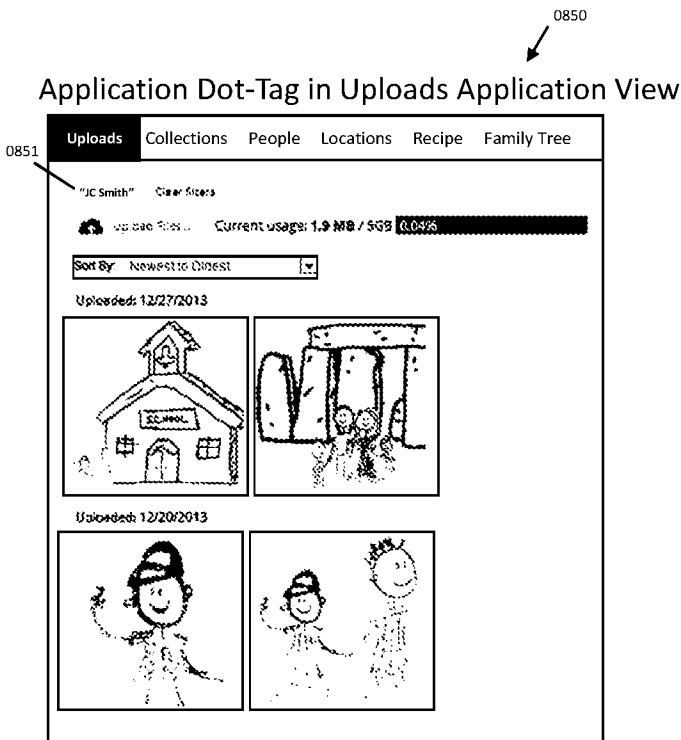 0850
Application Dot-Tag in Uploads Application View
Uploads Collections People Locations Recipe Family Tree
0851
"JC Smith" Clear filters
Upload Files... Current usage: 1.9 MB / 5GB 0.04%
Sort By: Newest to Oldest
Uploaded: 12/27/2013
SCHOOL
Uploaded: 12/20/2013